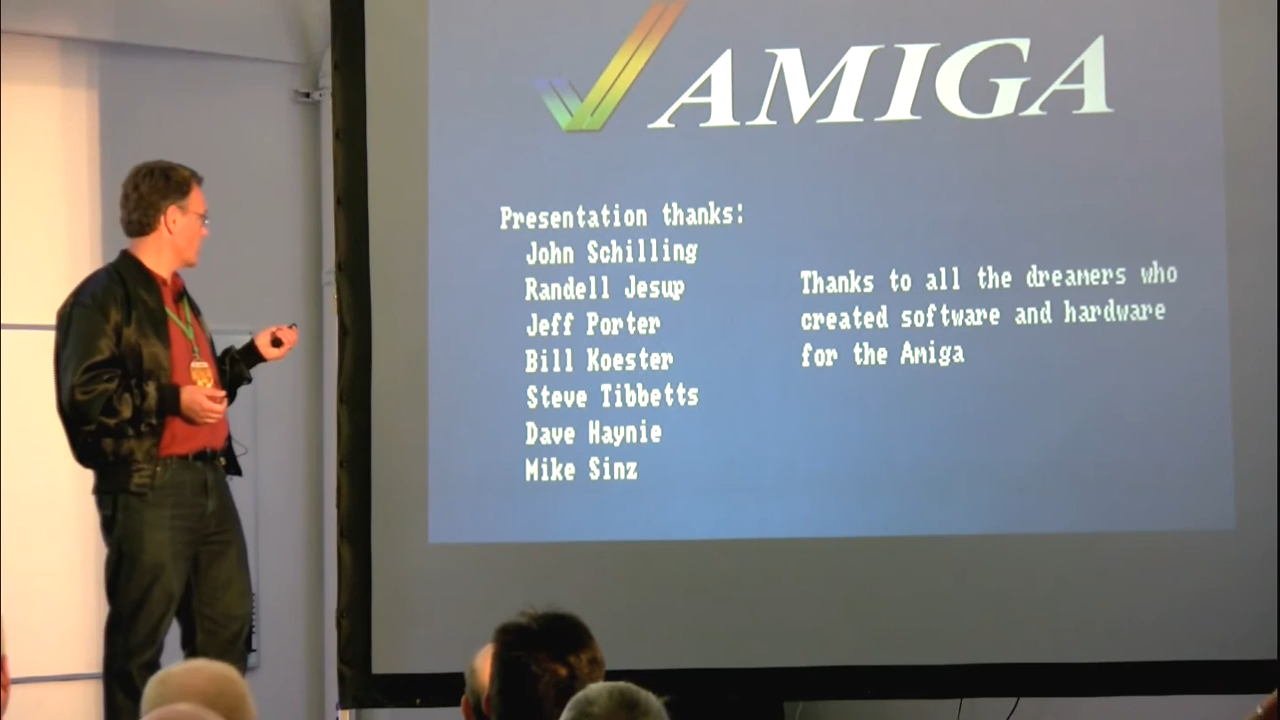 AMIGA
Presentation thanks:
John Schilling
Randell Jesup
Jeff Porter
Bill Koester
Steve Tibbetts
Dave Haynie
Mike Sinz
Thanks to all the dreamers who
created software and hardware
for the Amiga